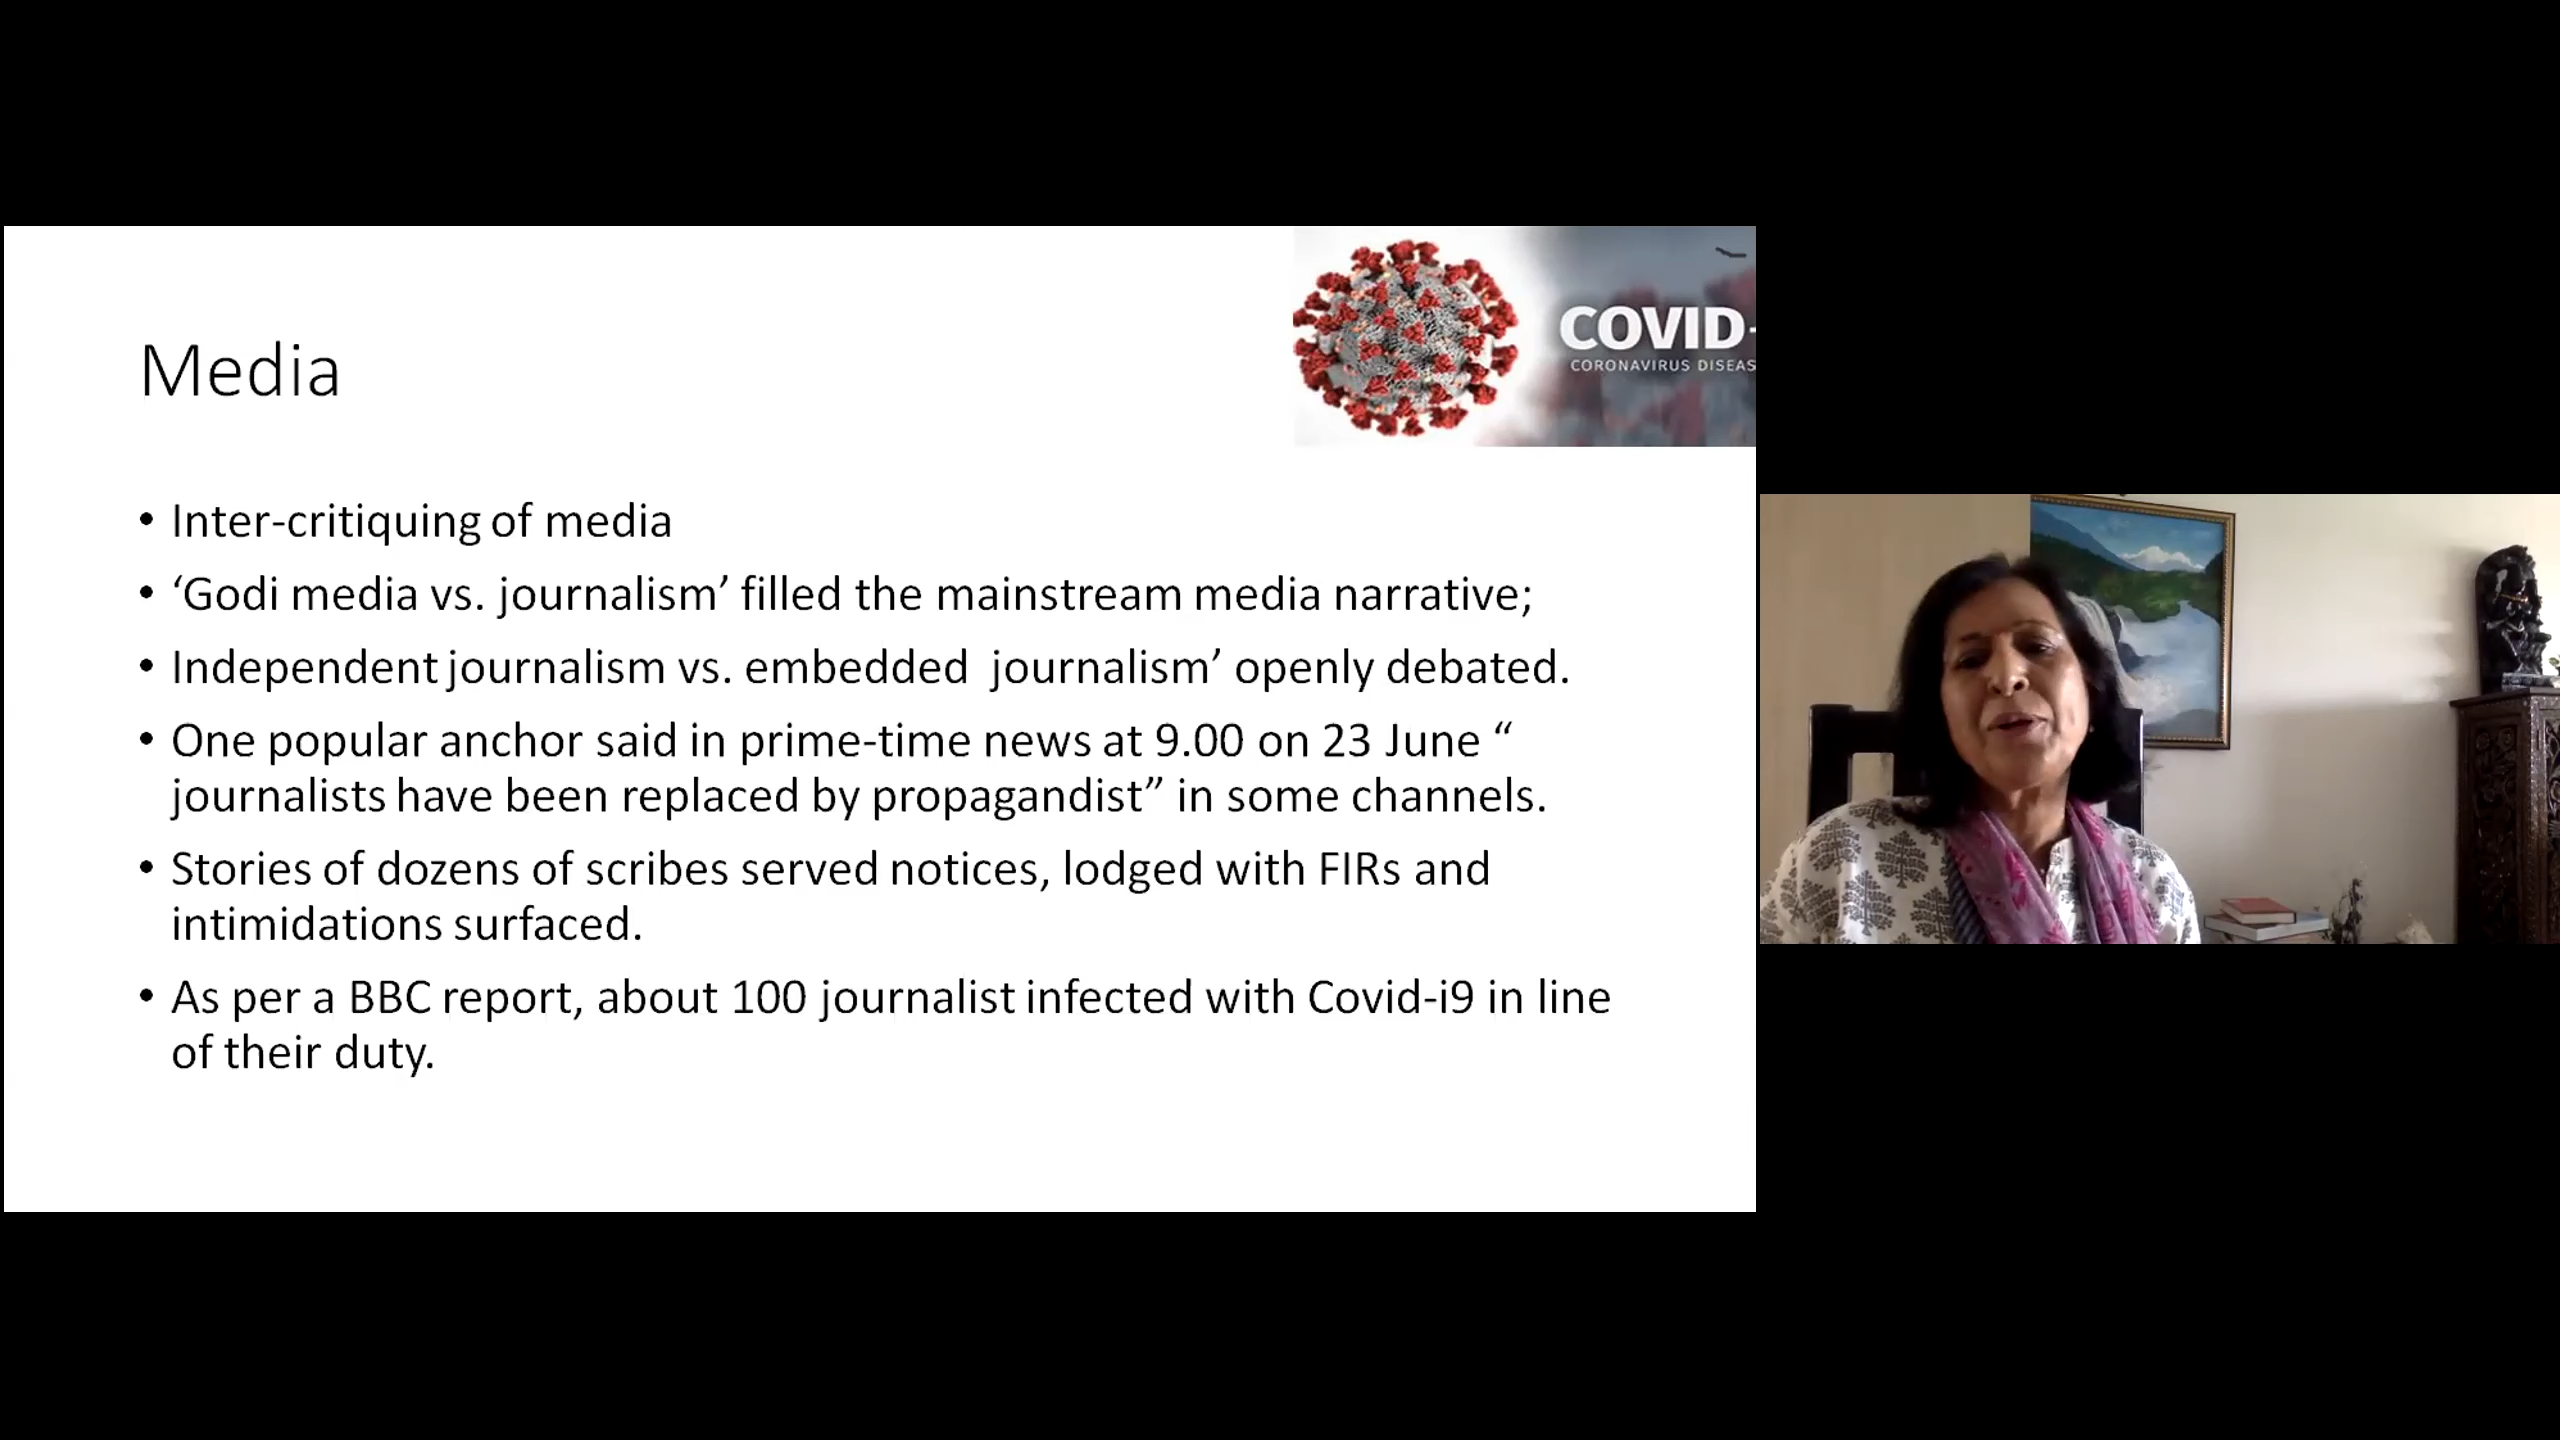 COVID-
CORONAVIRUS DISEAS
Media
• Inter-critiquing of media
• ‘Godi media vs. journalism’ filled the mainstream media narrative;
• Independent journalism vs. embedded  journalism’ openly debated.
• One popular anchor said in prime-time news at 9.00 on 23 June “
journalists have been replaced by propagandist” in some channels.
• Stories of dozens of scribes served notices, lodged with FIRs and
intimidations surfaced.
• As per a BBC report, about 100 journalist infected with Covid-i9 in line
of their duty.